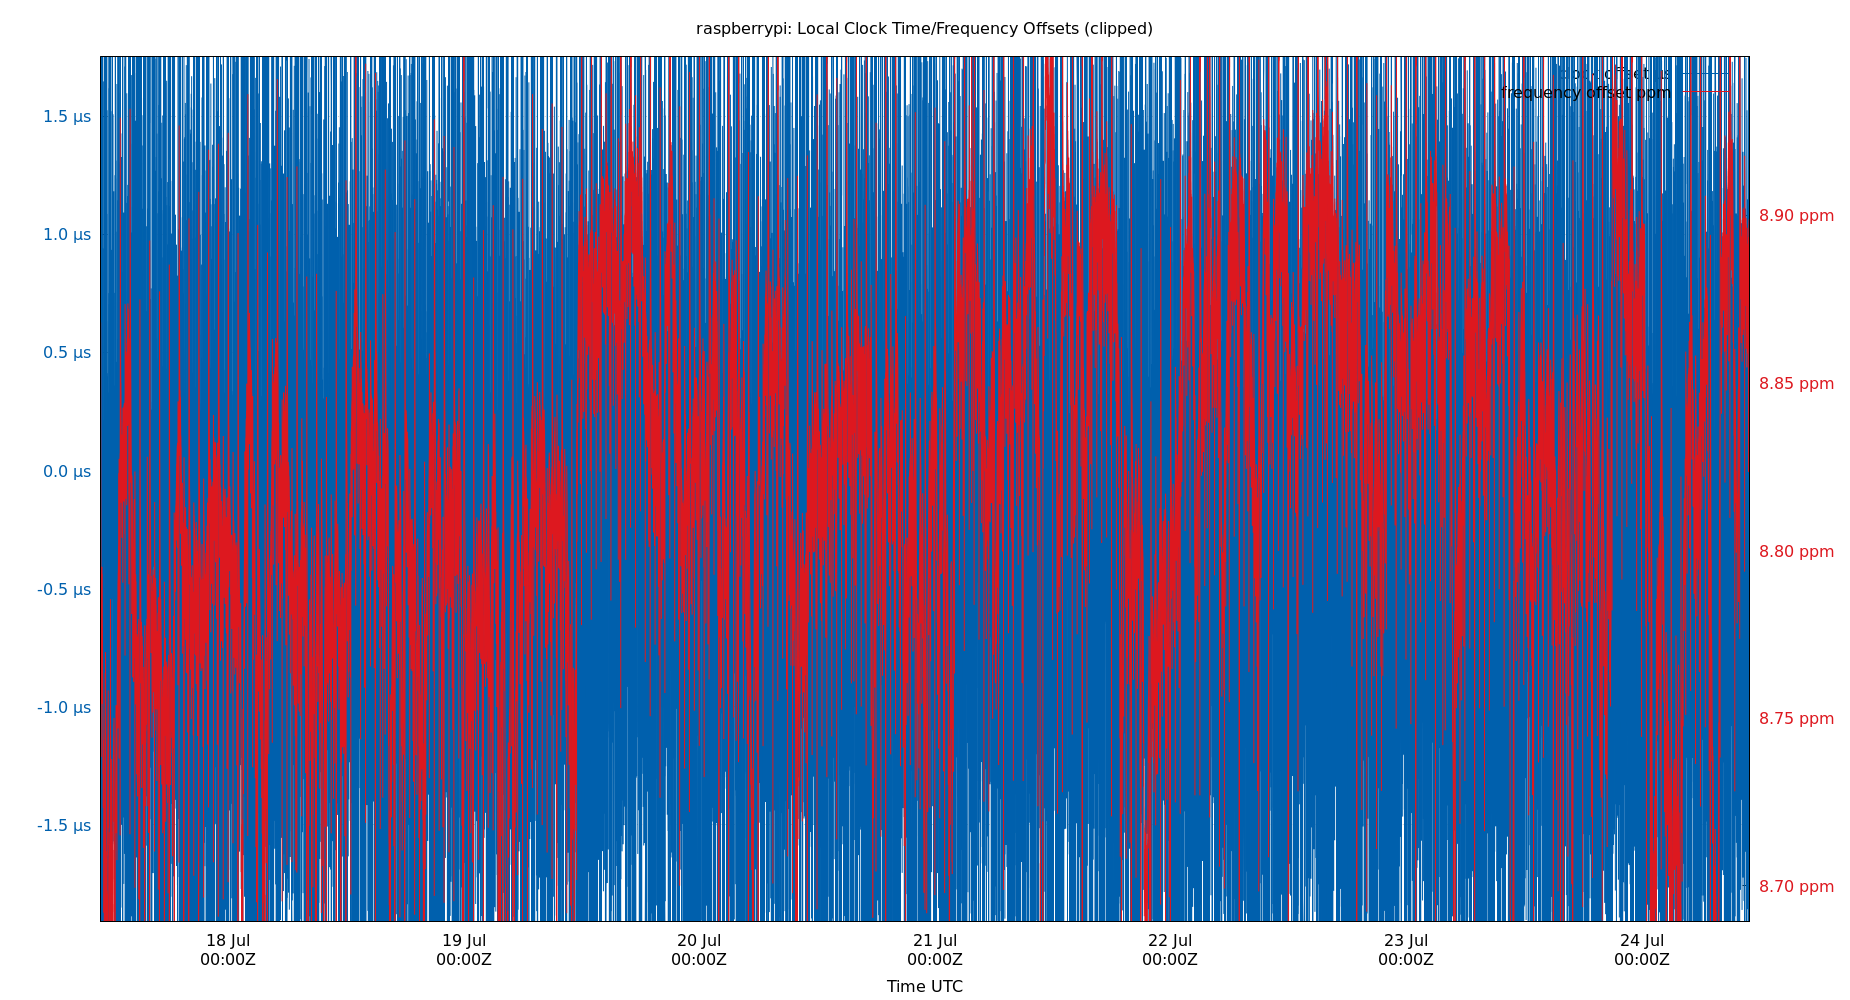 raspberrypi: Local Clock Time/Frequency Offsets (clipped)
clock offset µs
frequency offset ppm
1.5 µs
1.0 µs
0.5 µs
0.0 µs
-0.5 µs
-1.0 µs
-1.5 µs
8.90 ppm
8.85 ppm
8.80 ppm
8.75 ppm
8.70 ppm
18 Jul 19 Jul 20 Jul 21 Jul 22 Jul 23 Jul 24 Jul
00:00Z 00:00Z 00:00Z 00:00Z 00:00Z 00:00Z 00:00Z
Time UTC